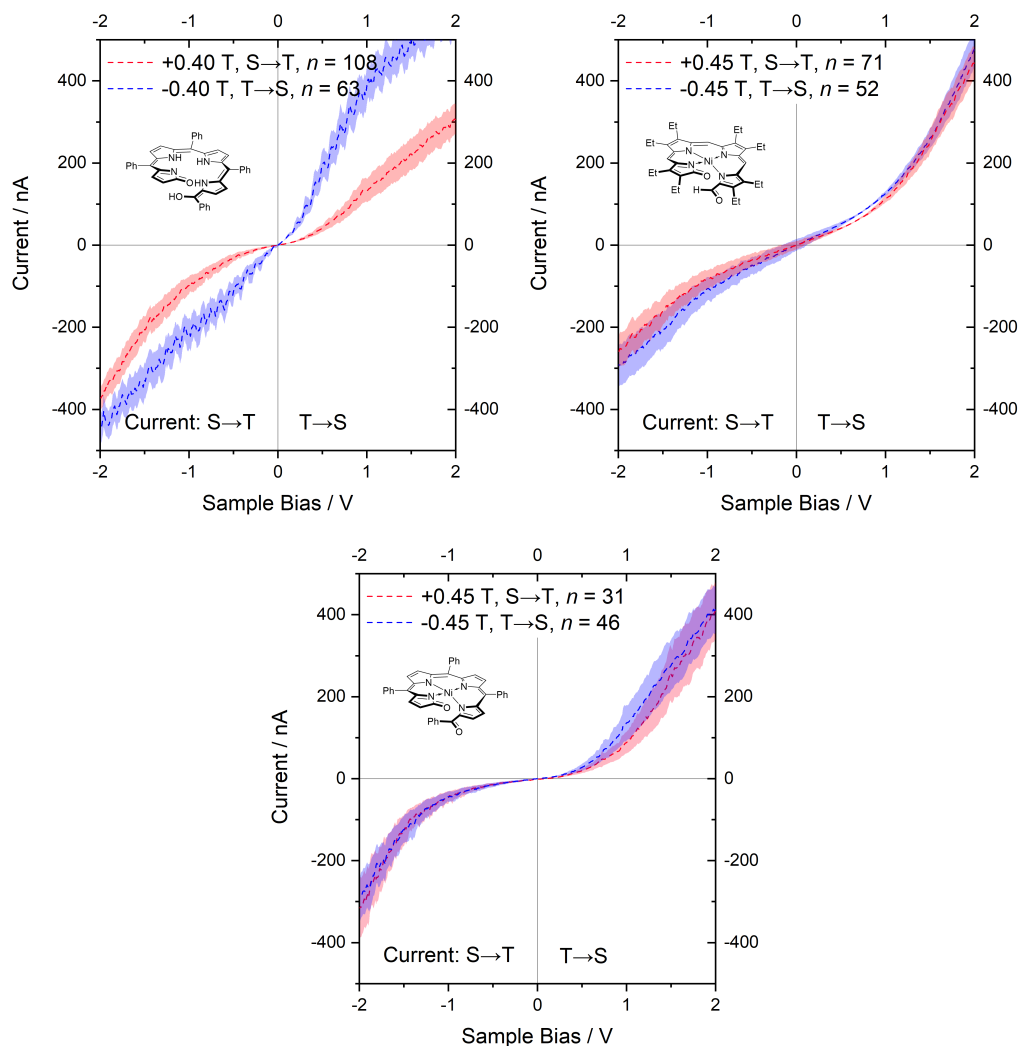 -2 -1 0 1 2
+0.40 T, S→T, n = 108
-0.40 T, T→S, n = 63
400 200 0 -200 -400
400 200 0 -200 -400
Current / nA
Ph
Ph
Ph
NH
HN
N
N
OH
HO
Ph
Current: S→T
T→S
-2 -1 0 1 2
Sample Bias / V
-2 -1 0 1 2
+0.45 T, S→T, n = 71
-0.45 T, T→S, n = 52
400 200 0 -200 -400
400 200 0 -200 -400
Current / nA
Et Et
Et Et
N N
Ni
N N
O
Et Et
H
O
Et Et
Current: S→T
T→S
-2 -1 0 1 2
Sample Bias / V
-2 -1 0 1 2
+0.45 T, S→T, n = 31
-0.45 T, T→S, n = 46
400 200 0 -200 -400
400 200 0 -200 -400
Current / nA
Ph
Ph
Ph
N N
Ni
N N
O
Ph
O
Current: S→T
T→S
-2 -1 0 1 2
Sample Bias / V